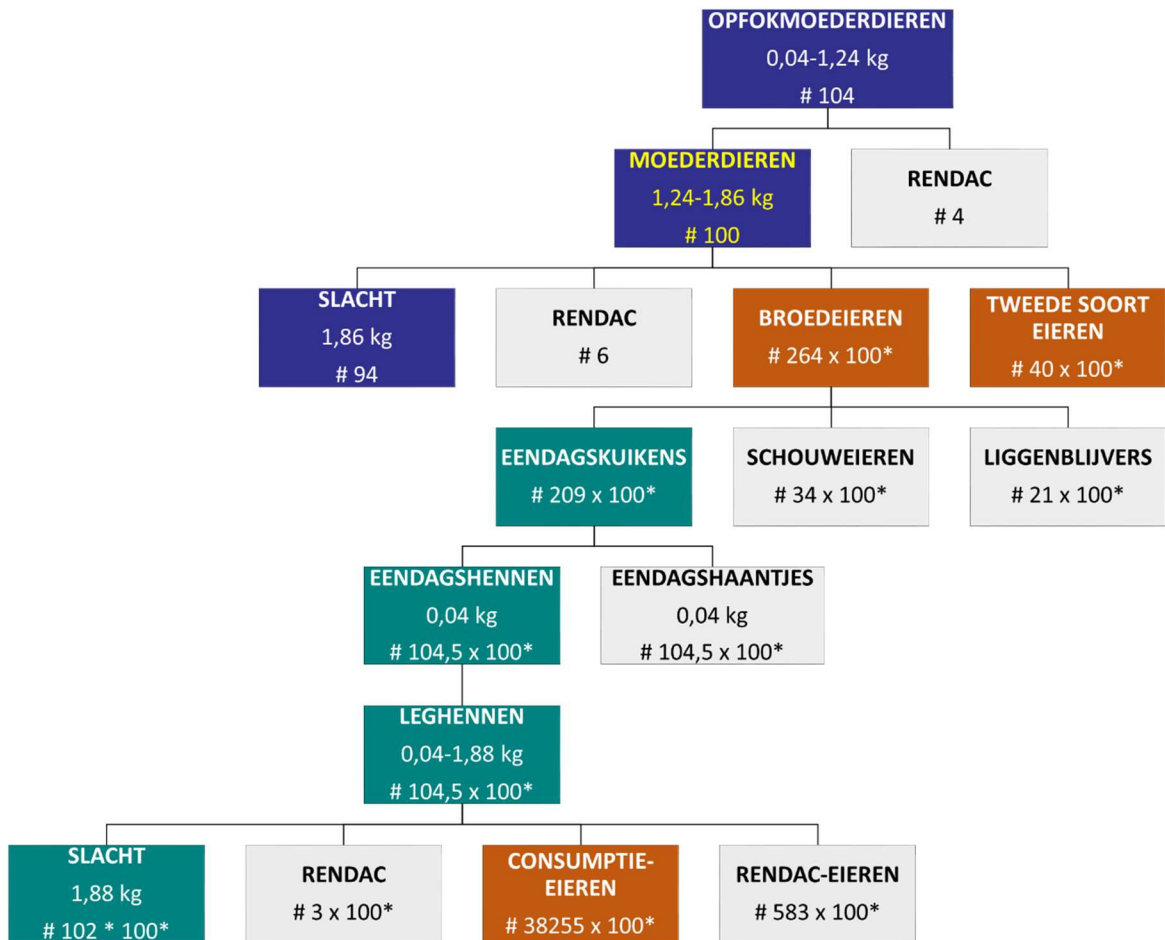 OPFOKMOEDERDIEREN
0,04-1,24 kg
# 104
MOEDERDIEREN
1,24-1,86 kg
# 100
RENDAC
# 4
SLACHT
1,86 kg
# 94
RENDAC
# 6
BROEDEIEREN
# 264 x 100*
TWEEDE SOORT
EIEREN
# 40 x 100*
EENDAGSKUIKENS
# 209 x 100*
SCHOUWEIEREN
# 34 x 100*
LIGGENBLIJVERS
# 21 x 100*
EENDAGSHENNEN
0,04 kg
# 104,5 x 100*
EENDAGSHAANTJES
0,04 kg
# 104,5 x 100*
LEGHENNEN
0,04-1,88 kg
# 104,5 x 100*
SLACHT
1,88 kg
# 102 * 100*
RENDAC
# 3 x 100*
CONSUMPTIE-
EIEREN
# 38255 x 100*
RENDAC-EIEREN
# 583 x 100*